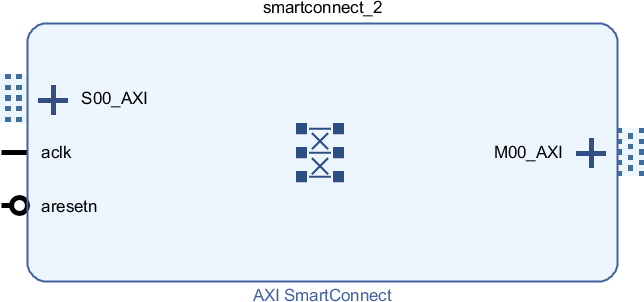 smartconnect_2
S00_AXI
aclk
M00_AXI
aresetn
AXI SmartConnect